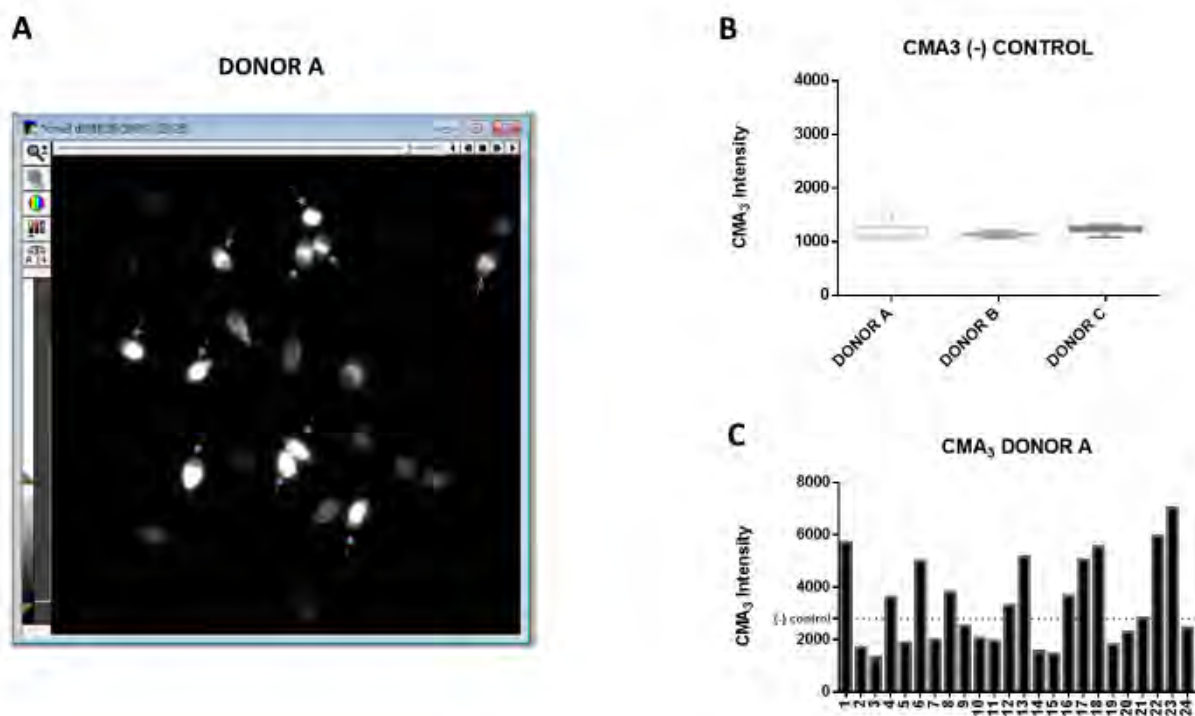 A
DONOR A
B
CMA3 (-) CONTROL
CMA₃ Intensity
4000
3000
2000
1000
0
DONOR A
DONOR B
DONOR C
C
CMA₃ DONOR A
CMA₃ Intensity
8000
6000
4000
(-) control
2000
0
1 2 3 4 5 6 7 8 9 10 11 12 13 14 15 16 17 18 19 20 21 22 23 24